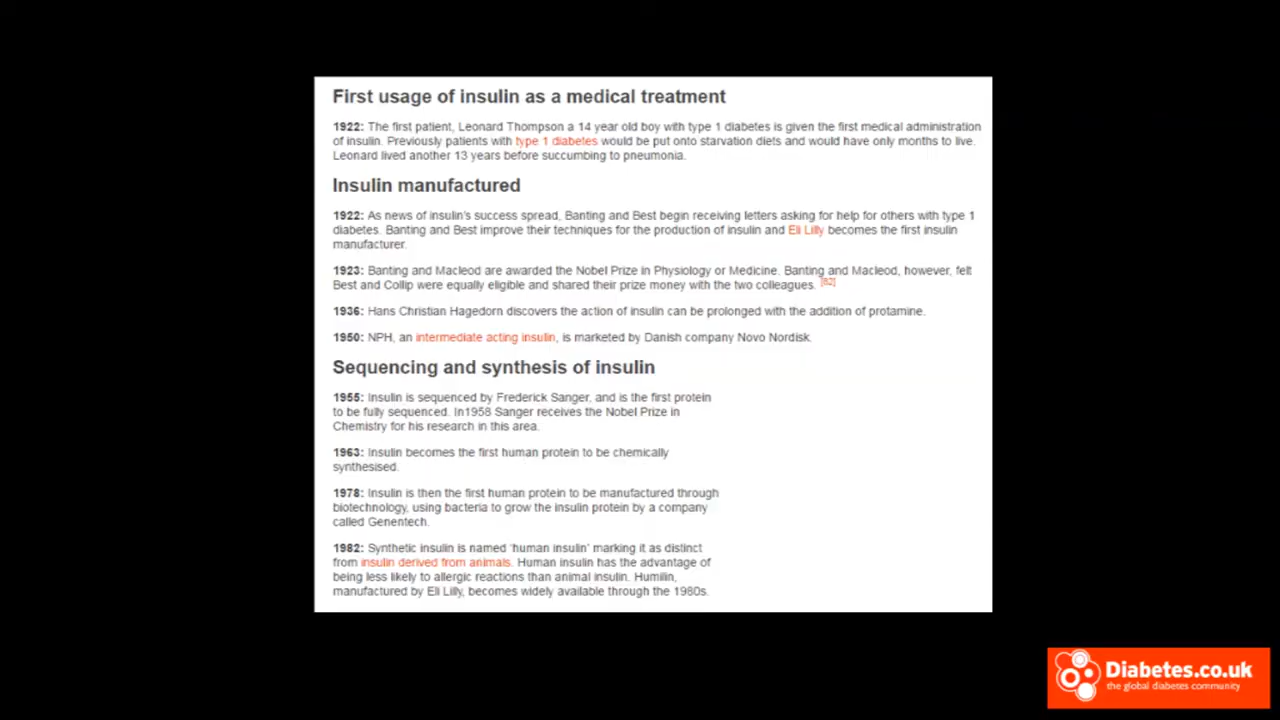 First usage of insulin as a medical treatment
1922: The first patient, Leonard Thompson a 14 year old boy with type 1 diabetes is given the first medical administration
of insulin. Previously patients with type 1 diabetes would be put onto starvation diets and would have only months to live.
Leonard lived another 13 years before succumbing to pneumonia.
Insulin manufactured
1922: As news of insulin's success spread, Banting and Best begin receiving letters asking for help for others with type 1
diabetes. Banting and Best improve their techniques for the production of insulin and Eli Lilly becomes the first insulin
manufacturer.
1923: Banting and Macleod are awarded the Nobel Prize in Physiology or Medicine. Banting and Macleod, however, felt
Best and Collip were equally eligible and shared their prize money with the two colleagues. [82]
1936: Hans Christian Hagedorn discovers the action of insulin can be prolonged with the addition of protamine.
1950: NPH, an intermediate acting insulin, is marketed by Danish company Novo Nordisk.
Sequencing and synthesis of insulin
1955: Insulin is sequenced by Frederick Sanger, and is the first protein
to be fully sequenced. In1958 Sanger receives the Nobel Prize in
Chemistry for his research in this area.
1963: Insulin becomes the first human protein to be chemically
synthesised.
1978: Insulin is then the first human protein to be manufactured through
biotechnology, using bacteria to grow the insulin protein by a company
called Genentech.
1982: Synthetic insulin is named 'human insulin' marking it as distinct
from insulin derived from animals. Human insulin has the advantage of
being less likely to allergic reactions than animal insulin. Humilin,
manufactured by Eli Lilly, becomes widely available through the 1980s.
Diabetes.co.uk
the global diabetes community